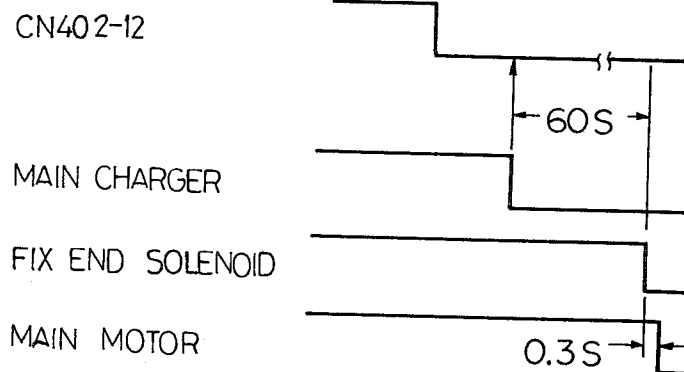 CN402-12
60S
MAIN CHARGER
FIX END SOLENOID
MAIN MOTOR
0.3S